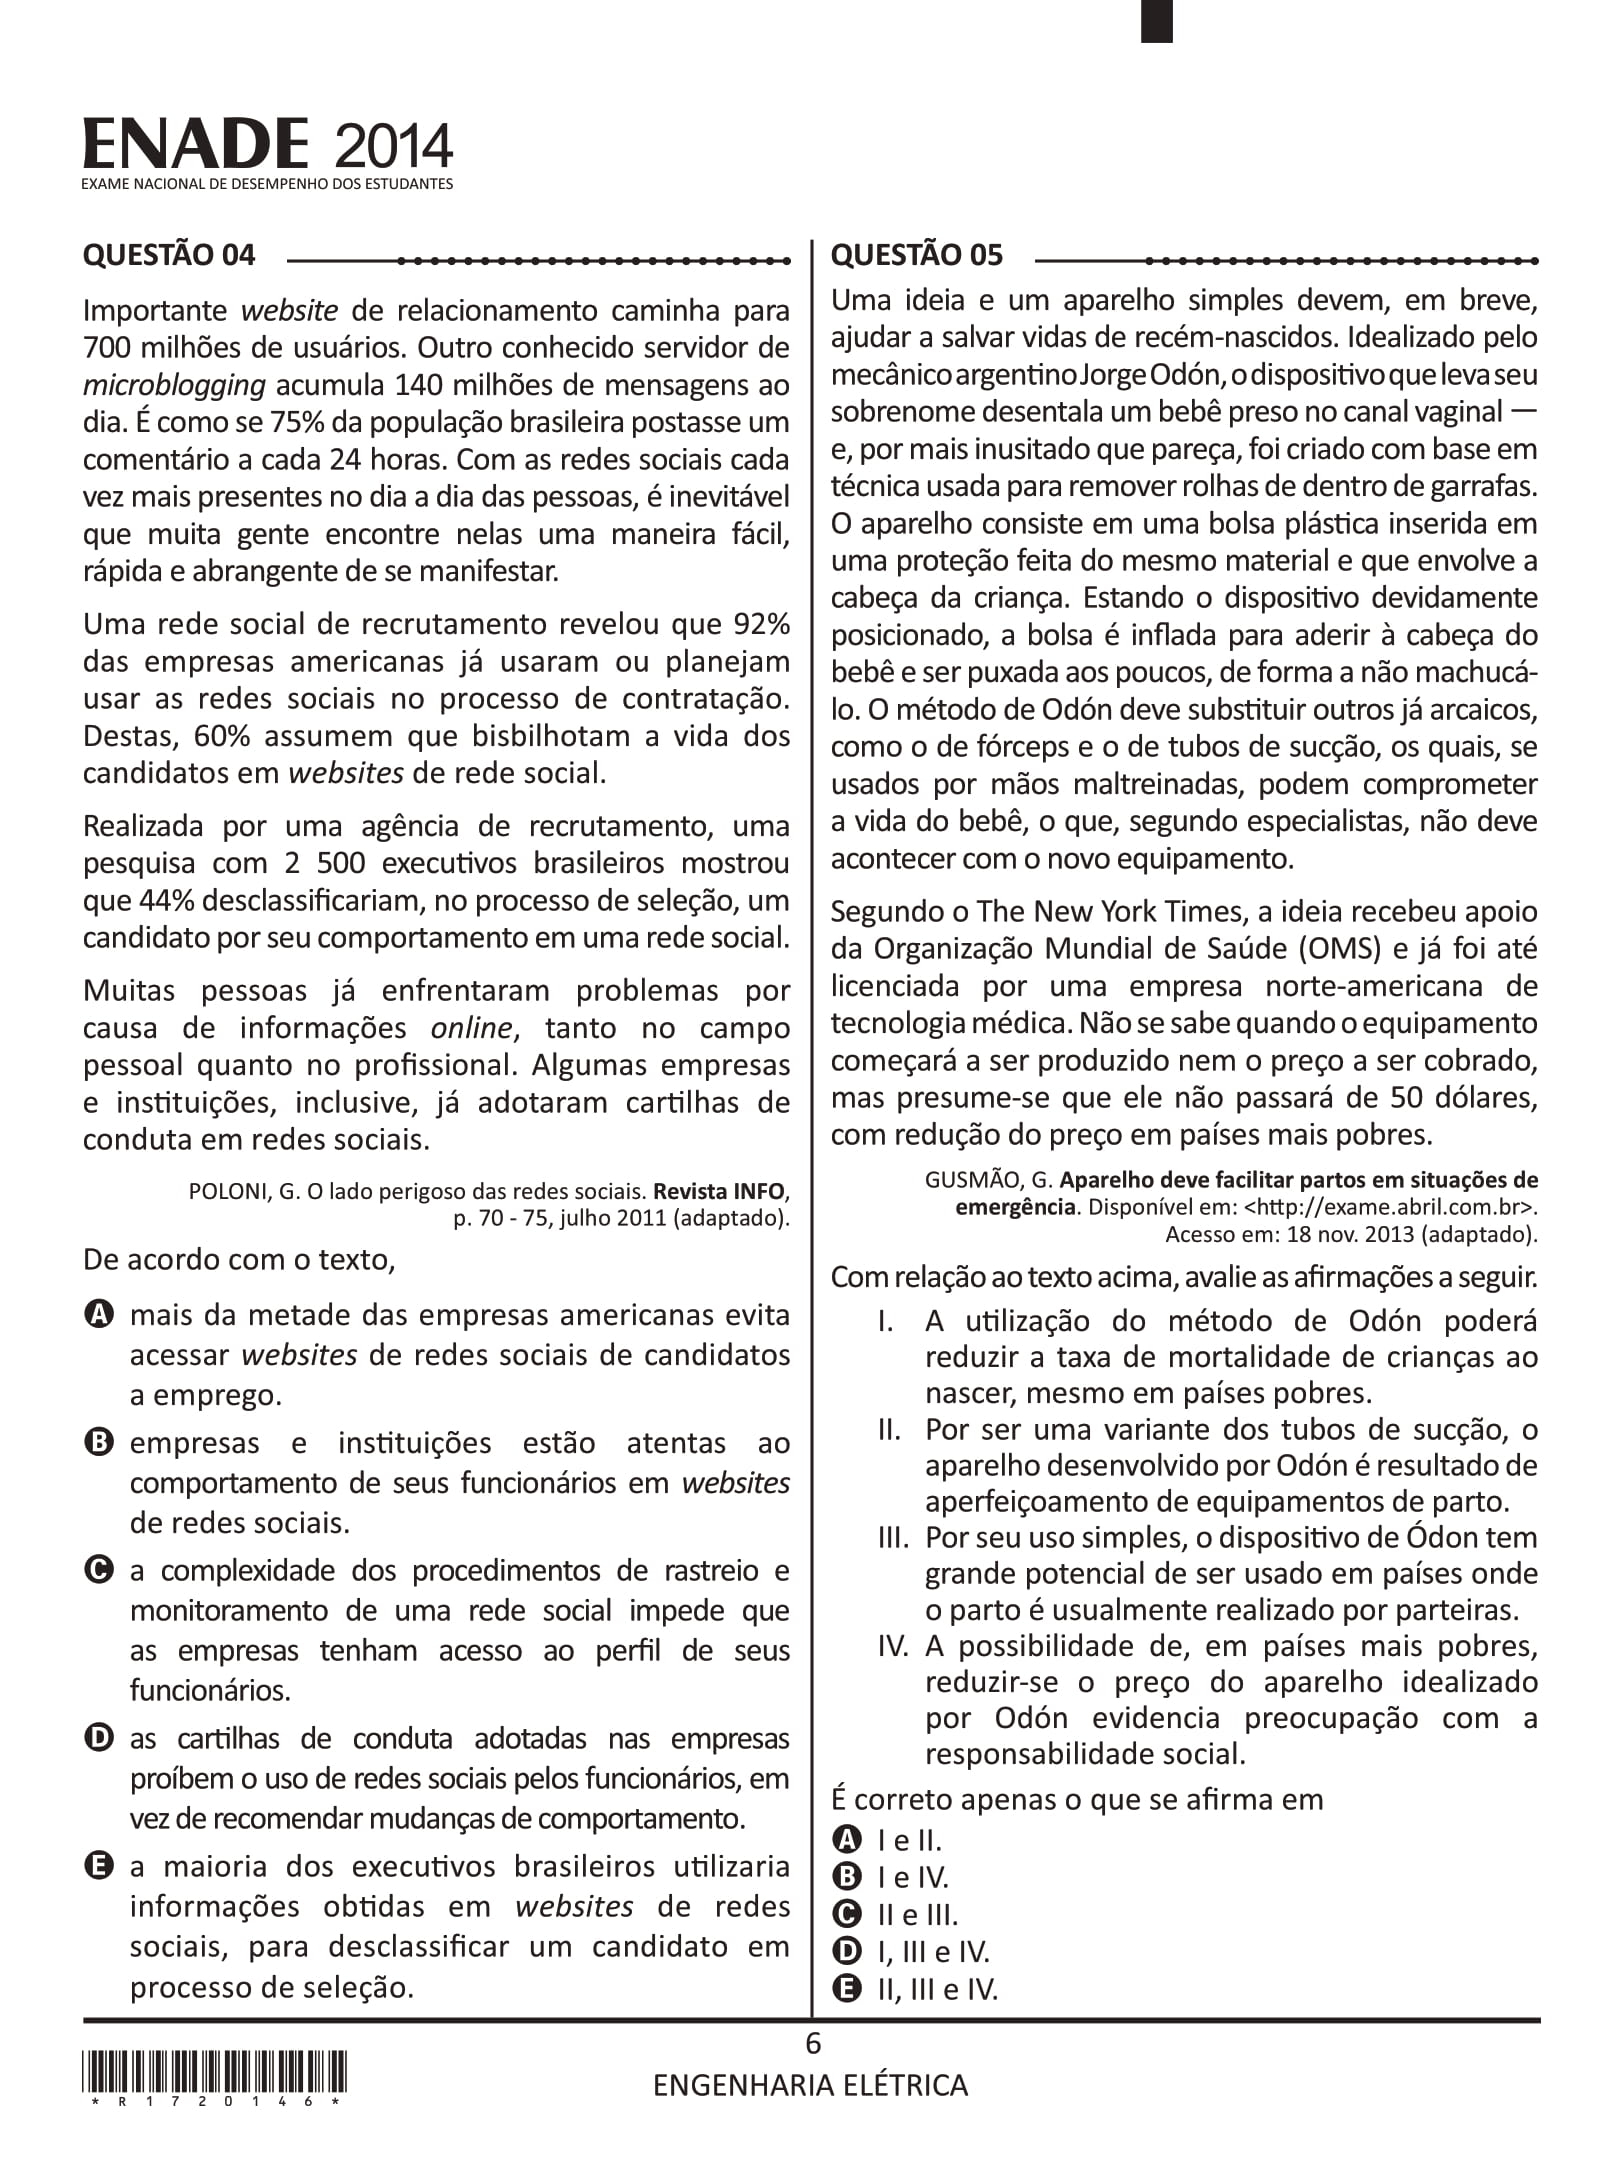 ENADE 2014
EXAME NACIONAL DE DESEMPENHO DOS ESTUDANTES
QUESTÃO 04
Importante website de relacionamento caminha para
700 milhões de usuários. Outro conhecido servidor de
microblogging acumula 140 milhões de mensagens ao
dia. É como se 75% da população brasileira postasse um
comentário a cada 24 horas. Com as redes sociais cada
vez mais presentes no dia a dia das pessoas, é inevitável
que muita gente encontre nelas uma maneira fácil,
rápida e abrangente de se manifestar.
Uma rede social de recrutamento revelou que 92%
das empresas americanas já usaram ou planejam
usar as redes sociais no processo de contratação.
Destas, 60% assumem que bisbilhotam a vida dos
candidatos em websites de rede social.
Realizada por uma agência de recrutamento, uma
pesquisa com 2 500 executivos brasileiros mostrou
que 44% desclassificariam, no processo de seleção, um
candidato por seu comportamento em uma rede social.
Muitas pessoas já enfrentaram problemas por
causa de informações online, tanto no campo
pessoal quanto no profissional. Algumas empresas
e instituições, inclusive, já adotaram cartilhas de
conduta em redes sociais.
POLONI, G. O lado perigoso das redes sociais. Revista INFO,
p. 70 - 75, julho 2011 (adaptado).
De acordo com o texto,
A mais da metade das empresas americanas evita
acessar websites de redes sociais de candidatos
a emprego.
B empresas e instituições estão atentas ao
comportamento de seus funcionários em websites
de redes sociais.
C a complexidade dos procedimentos de rastreio e
monitoramento de uma rede social impede que
as empresas tenham acesso ao perfil de seus
funcionários.
D as cartilhas de conduta adotadas nas empresas
proíbem o uso de redes sociais pelos funcionários, em
vez de recomendar mudanças de comportamento.
E a maioria dos executivos brasileiros utilizaria
informações obtidas em websites de redes
sociais, para desclassificar um candidato em
processo de seleção.
QUESTÃO 05
Uma ideia e um aparelho simples devem, em breve,
ajudar a salvar vidas de recém-nascidos. Idealizado pelo
mecânico argentino Jorge Odón, o dispositivo que leva seu
sobrenome desentala um bebê preso no canal vaginal —
e, por mais inusitado que pareça, foi criado com base em
técnica usada para remover rolhas de dentro de garrafas.
O aparelho consiste em uma bolsa plástica inserida em
uma proteção feita do mesmo material e que envolve a
cabeça da criança. Estando o dispositivo devidamente
posicionado, a bolsa é inflada para aderir à cabeça do
bebê e ser puxada aos poucos, de forma a não machucá-
lo. O método de Odón deve substituir outros já arcaicos,
como o de fórceps e o de tubos de sucção, os quais, se
usados por mãos maltreinadas, podem comprometer
a vida do bebê, o que, segundo especialistas, não deve
acontecer com o novo equipamento.
Segundo o The New York Times, a ideia recebeu apoio
da Organização Mundial de Saúde (OMS) e já foi até
licenciada por uma empresa norte-americana de
tecnologia médica. Não se sabe quando o equipamento
começará a ser produzido nem o preço a ser cobrado,
mas presume-se que ele não passará de 50 dólares,
com redução do preço em países mais pobres.
GUSMÃO, G. Aparelho deve facilitar partos em situações de
emergência. Disponível em: <http://exame.abril.com.br>.
Acesso em: 18 nov. 2013 (adaptado).
Com relação ao texto acima, avalie as afirmações a seguir.
I. A utilização do método de Odón poderá
reduzir a taxa de mortalidade de crianças ao
nascer, mesmo em países pobres.
II. Por ser uma variante dos tubos de sucção, o
aparelho desenvolvido por Odón é resultado de
aperfeiçoamento de equipamentos de parto.
III. Por seu uso simples, o dispositivo de Ódon tem
grande potencial de ser usado em países onde
o parto é usualmente realizado por parteiras.
IV. A possibilidade de, em países mais pobres,
reduzir-se o preço do aparelho idealizado
por Odón evidencia preocupação com a
responsabilidade social.
É correto apenas o que se afirma em
A I e II.
B I e IV.
C II e III.
D I, III e IV.
E II, III e IV.
6
ENGENHARIA ELÉTRICA
* R 1 7 2 0 1 4 6 *